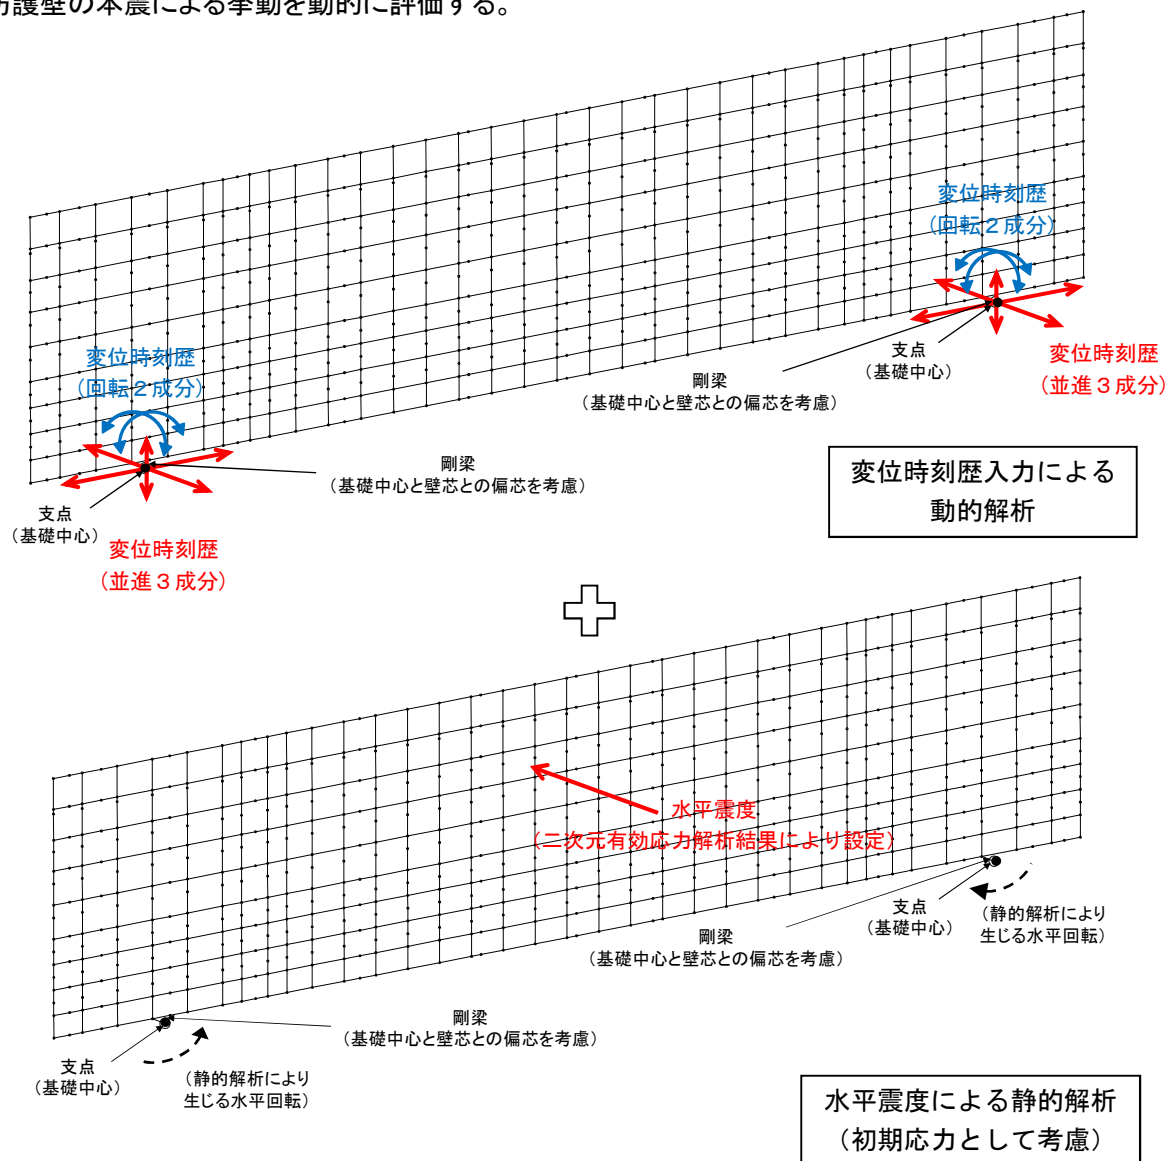 防護壁の本震による挙動を動的に評価する。
変位時刻歴
(回転２成分)
変位時刻歴
(並進３成分)
支点
(基礎中心)
剛梁
(基礎中心と壁芯との偏芯を考慮)
変位時刻歴
(回転２成分)
剛梁
(基礎中心と壁芯との偏芯を考慮)
支点
(基礎中心)
変位時刻歴
(並進３成分)
変位時刻歴入力による
動的解析
水平震度
(二次元有効応力解析結果により設定)
支点
(基礎中心)
(静的解析により
生じる水平回転)
剛梁
(基礎中心と壁芯との偏芯を考慮)
剛梁
(基礎中心と壁芯との偏芯を考慮)
支点
(基礎中心)
(静的解析により
生じる水平回転)
水平震度による静的解析
（初期応力として考慮）